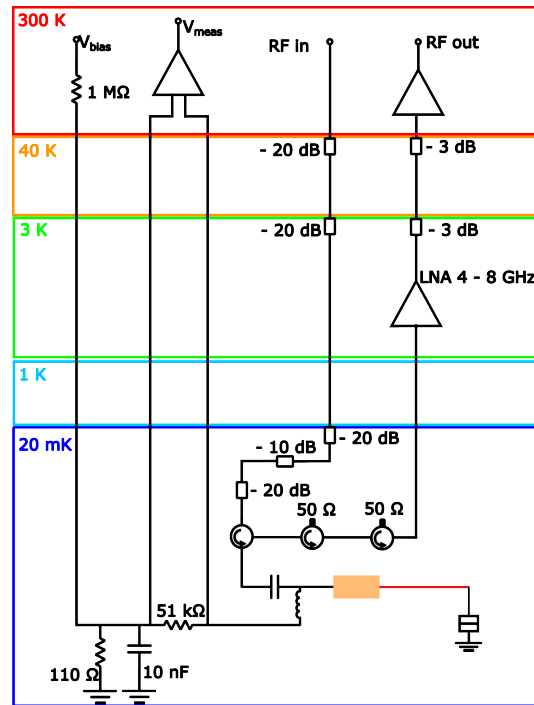 300 K
V_bias
V_meas
RF in
RF out
1 MΩ
40 K
- 20 dB
- 3 dB
3 K
- 20 dB
- 3 dB
LNA 4 - 8 GHz
1 K
20 mK
- 20 dB
- 10 dB
- 20 dB
50 Ω
50 Ω
51 kΩ
110 Ω
10 nF